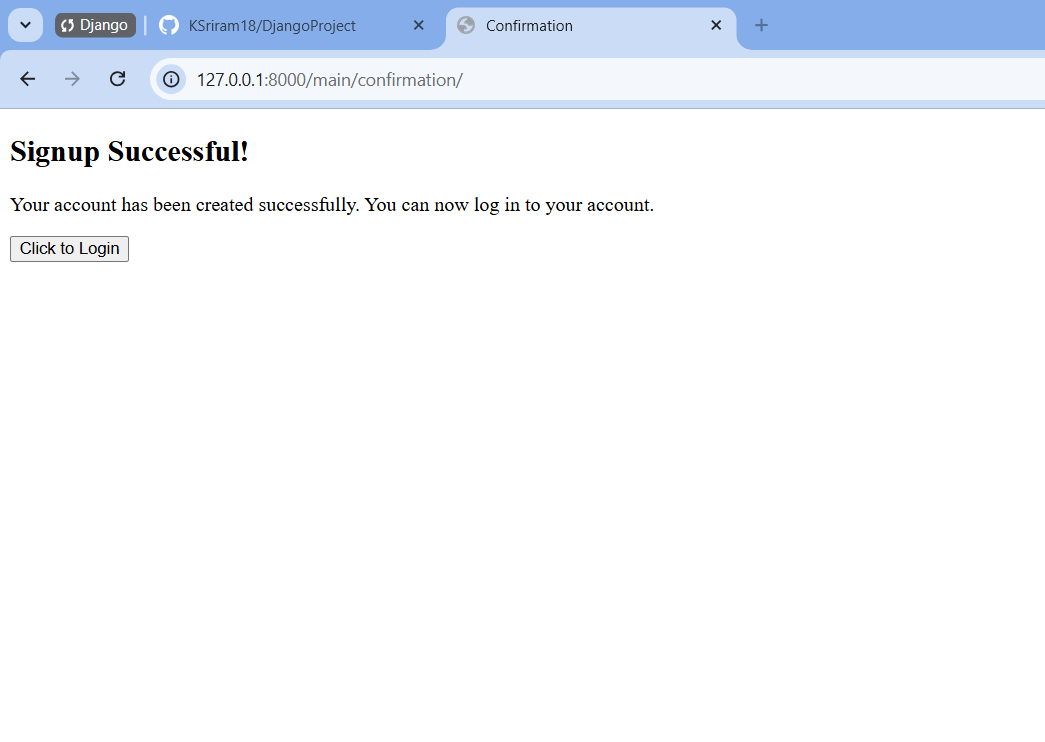 Django
KSriram18/DjangoProject
Confirmation
127.0.0.1:8000/main/confirmation/
Signup Successful!
Your account has been created successfully. You can now log in to your account.
Click to Login